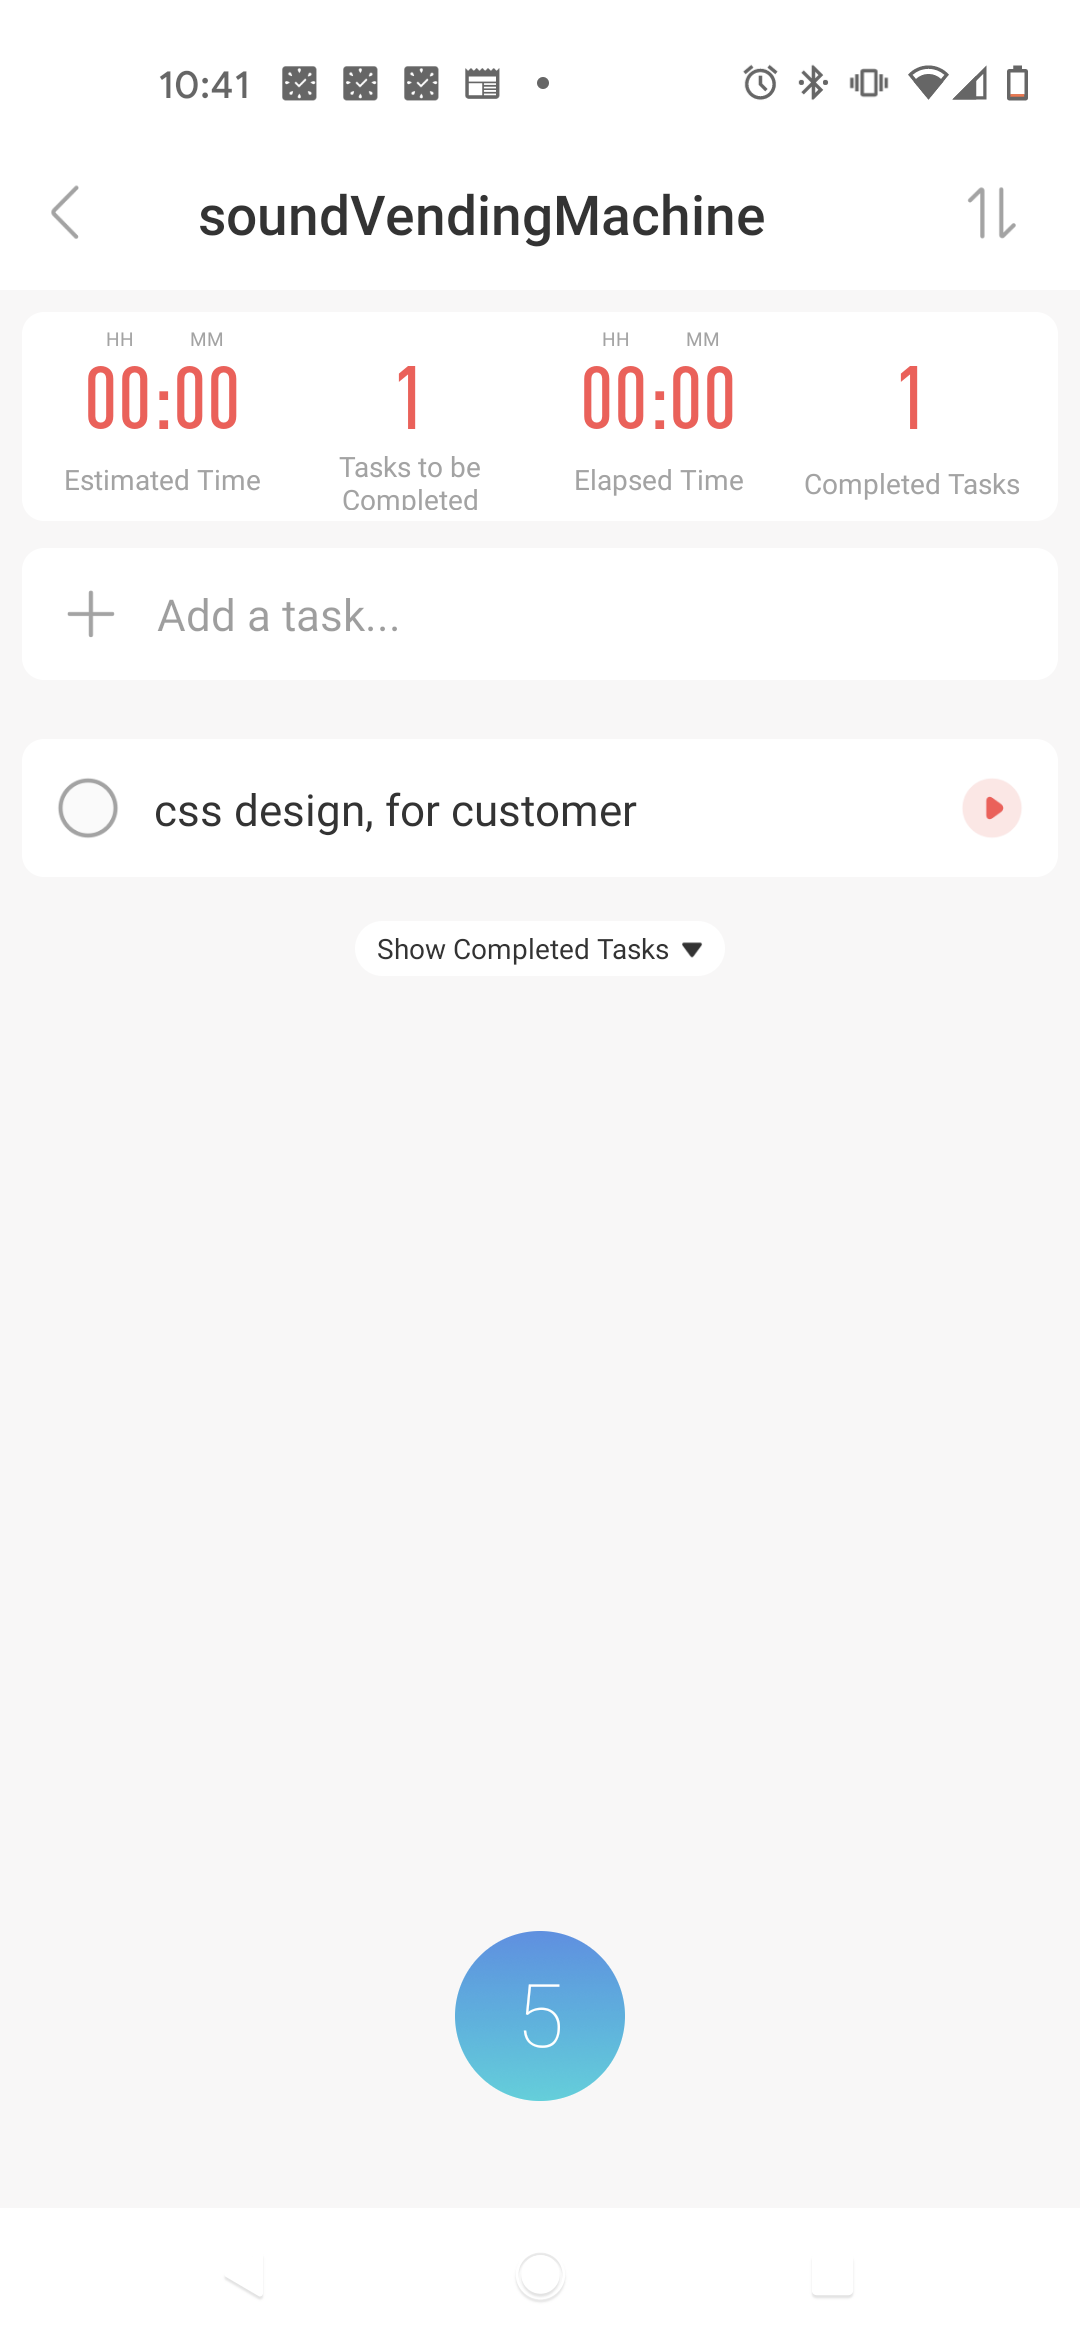 10:41
soundVendingMachine
HH MM HH MM
00:00 1 00:00 1
Estimated Time Tasks to be Completed Elapsed Time Completed Tasks
Add a task...
css design, for customer
Show Completed Tasks
5